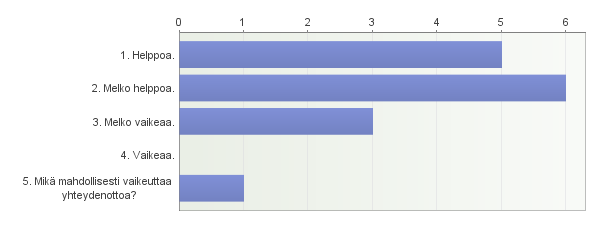 0 1 2 3 4 5 6
1. Helppoa.
2. Melko helppoa.
3. Melko vaikeaa.
4. Vaikeaa.
5. Mikä mahdollisesti vaikeuttaa
yhteydenottoa?